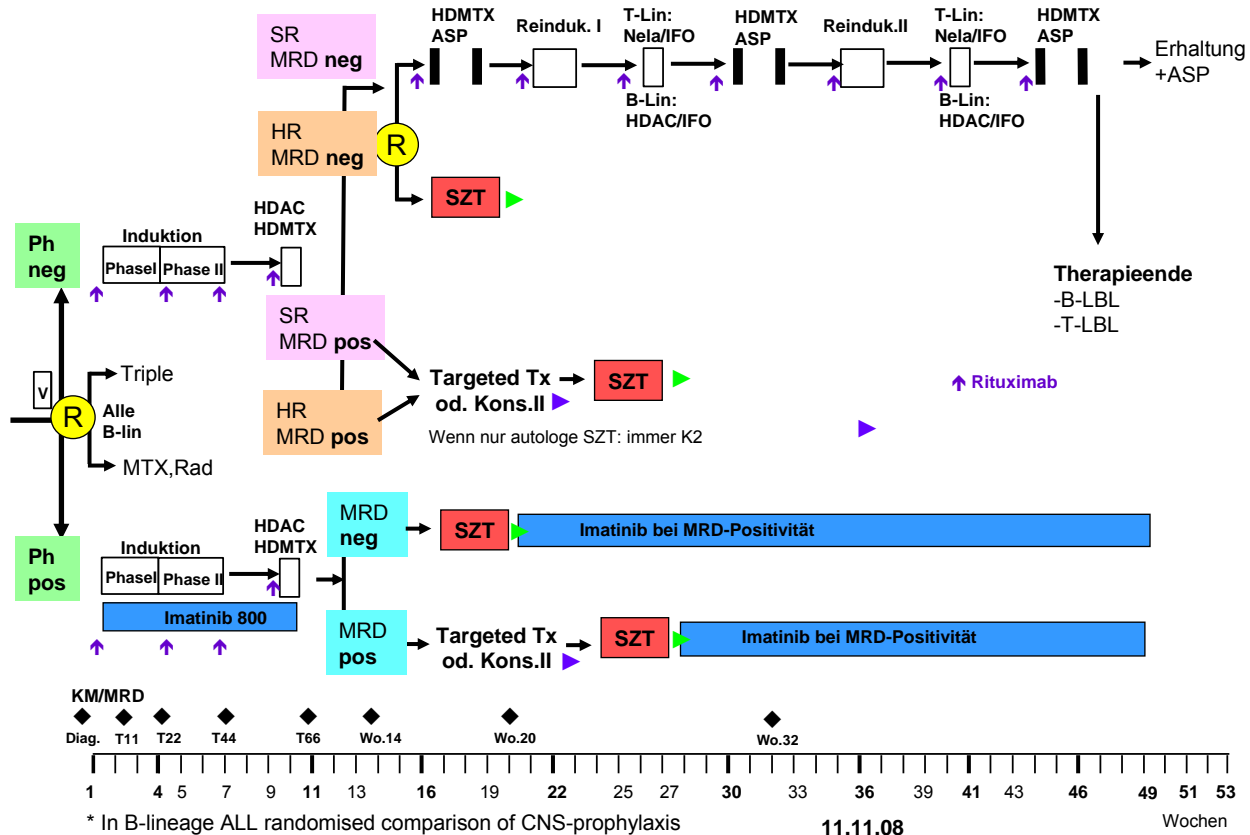 SR
MRD neg
HR
MRD neg
R
HDMTX
ASP
Reinduk. I
T-Lin:
Nela/IFO
B-Lin:
HDAC/IFO
HDMTX
ASP
Reinduk.II
T-Lin:
Nela/IFO
B-Lin:
HDAC/IFO
HDMTX
ASP
Erhaltung
+ASP
SZT
Therapieende
-B-LBL
-T-LBL
Ph
neg
Induktion
PhaseI
Phase II
HDAC
HDMTX
SR
MRD pos
HR
MRD pos
Targeted Tx
od. Kons.II
SZT
Wenn nur autologe SZT: immer K2
Rituximab
V
R
Alle
B-lin
Triple
MTX,Rad
Ph
pos
Induktion
PhaseI
Phase II
HDAC
HDMTX
Imatinib 800
MRD
neg
SZT
Imatinib bei MRD-Positivität
MRD
pos
Targeted Tx
od. Kons.II
SZT
Imatinib bei MRD-Positivität
KM/MRD
Diag. T11 T22 T44 T66 Wo.14 Wo.20 Wo.32
1 4 5 7 9 11 13 16 19 22 25 27 30 33 36 39 41 43 46 49 51 53
* In B-lineage ALL randomised comparison of CNS-prophylaxis
11.11.08
Wochen